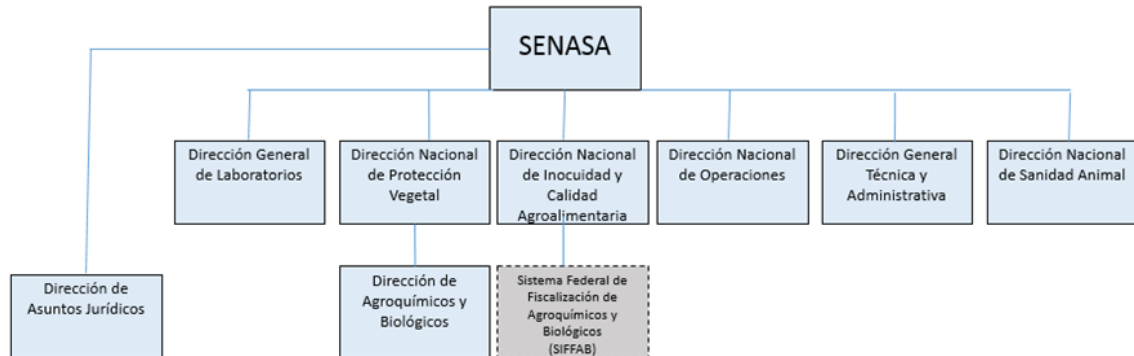 SENASA
Dirección General
de Laboratorios
Dirección Nacional
de Protección
Vegetal
Dirección Nacional
de Inocuidad y
Calidad
Agroalimentaria
Dirección Nacional
de Operaciones
Dirección General
Técnica y
Administrativa
Dirección Nacional
de Sanidad Animal
Dirección de
Asuntos Jurídicos
Dirección de
Agroquímicos y
Biológicos
Sistema Federal de
Fiscalización de
Agroquímicos y
Biológicos
(SIFFAB)